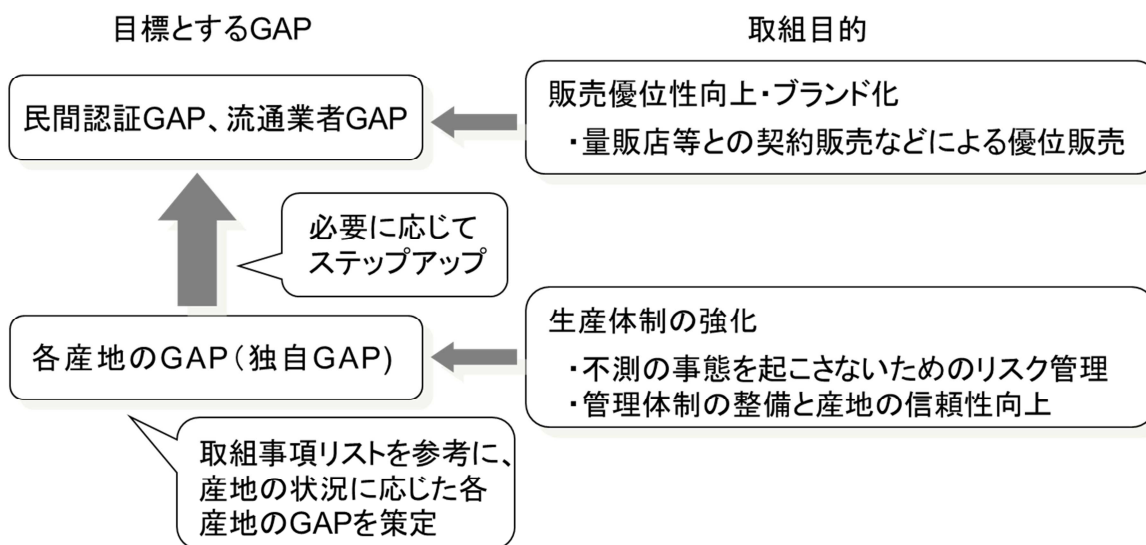 目標とするGAP
取組目的
民間認証GAP、流通業者GAP
販売優位性向上・ブランド化
・量販店等との契約販売などによる優位販売
必要に応じて
ステップアップ
各産地のGAP(独自GAP)
生産体制の強化
・不測の事態を起こさないためのリスク管理
・管理体制の整備と産地の信頼性向上
取組事項リストを参考に、
産地の状況に応じた各
産地のGAPを策定